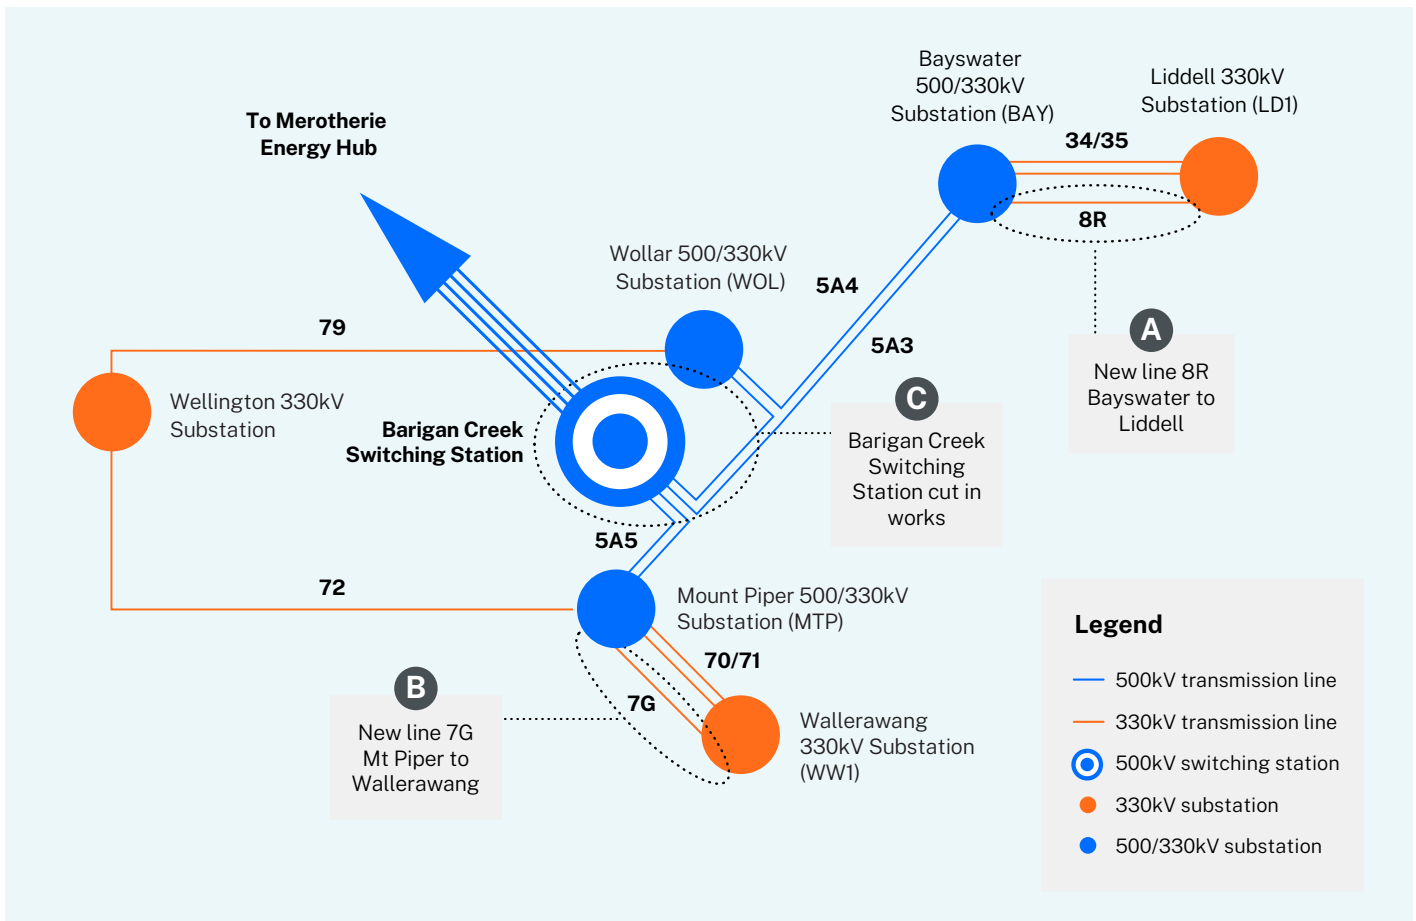 Bayswater
500/330kV
Substation (BAY)
Liddell 330kV
Substation (LD1)
To Merotherie
Energy Hub
34/35
8R
Wollar 500/330kV
Substation (WOL)
5A4
79
5A3
A
New line 8R
Bayswater to
Liddell
Wellington 330kV
Substation
Barigan Creek
Switching Station
C
Barigan Creek
Switching
Station cut in
works
5A5
72
Mount Piper 500/330kV
Substation (MTP)
70/71
7G
B
New line 7G
Mt Piper to
Wallerawang
Wallerawang
330kV Substation
(WW1)
Legend
500kV transmission line
330kV transmission line
500kV switching station
330kV substation
500/330kV substation